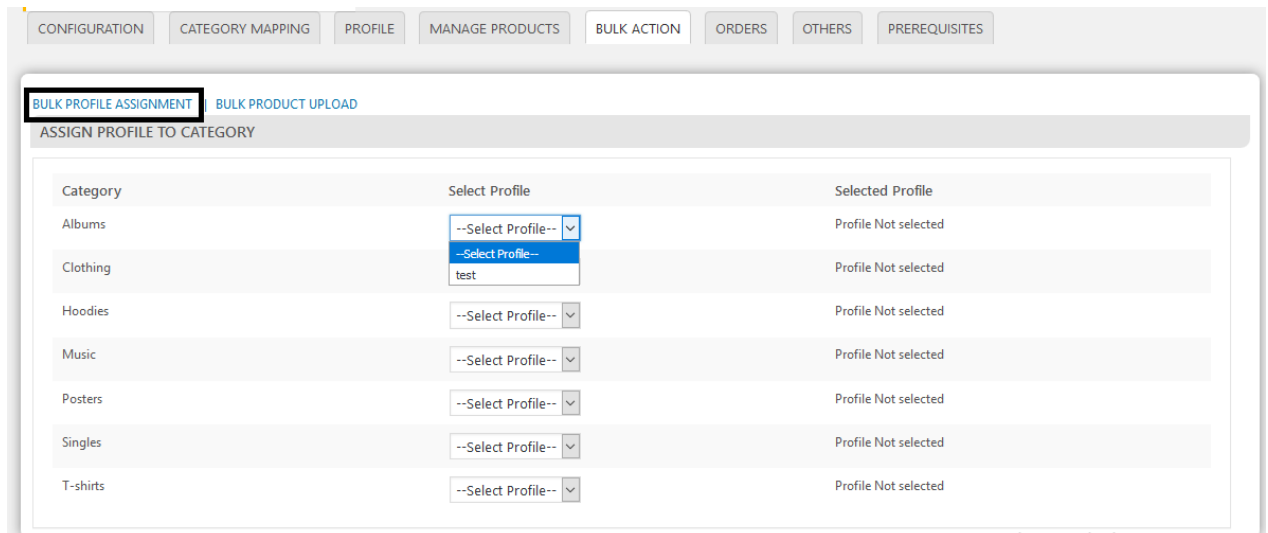 CONFIGURATION CATEGORY MAPPING PROFILE MANAGE PRODUCTS BULK ACTION ORDERS OTHERS PREREQUISITES
BULK PROFILE ASSIGNMENT | BULK PRODUCT UPLOAD
ASSIGN PROFILE TO CATEGORY
Category Select Profile Selected Profile
Albums --Select Profile-- Profile Not selected
--Select Profile--
Clothing Profile Not selected
test
Hoodies --Select Profile-- Profile Not selected
Music --Select Profile-- Profile Not selected
Posters --Select Profile-- Profile Not selected
Singles --Select Profile-- Profile Not selected
T-shirts --Select Profile-- Profile Not selected